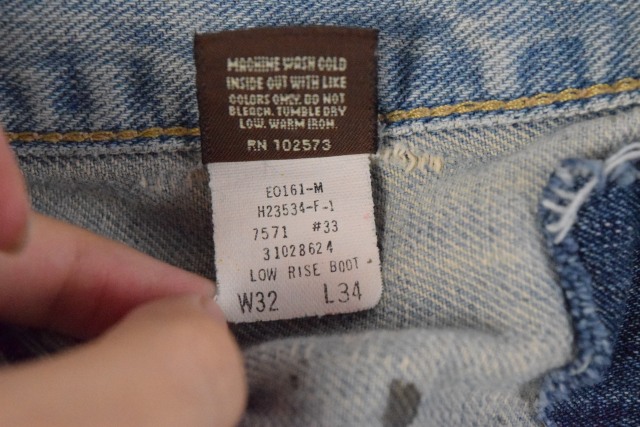 MACHINE WASH COLD
INSIDE OUT WITH LIKE
COLORS ONLY. DO NOT
BLEACH. TUMBLE DRY
LOW. WARM IRON.
RN 102573
E0161-M
H23534-F-1
7571 #33
31028624
LOW RISE BOOT
W32 L34